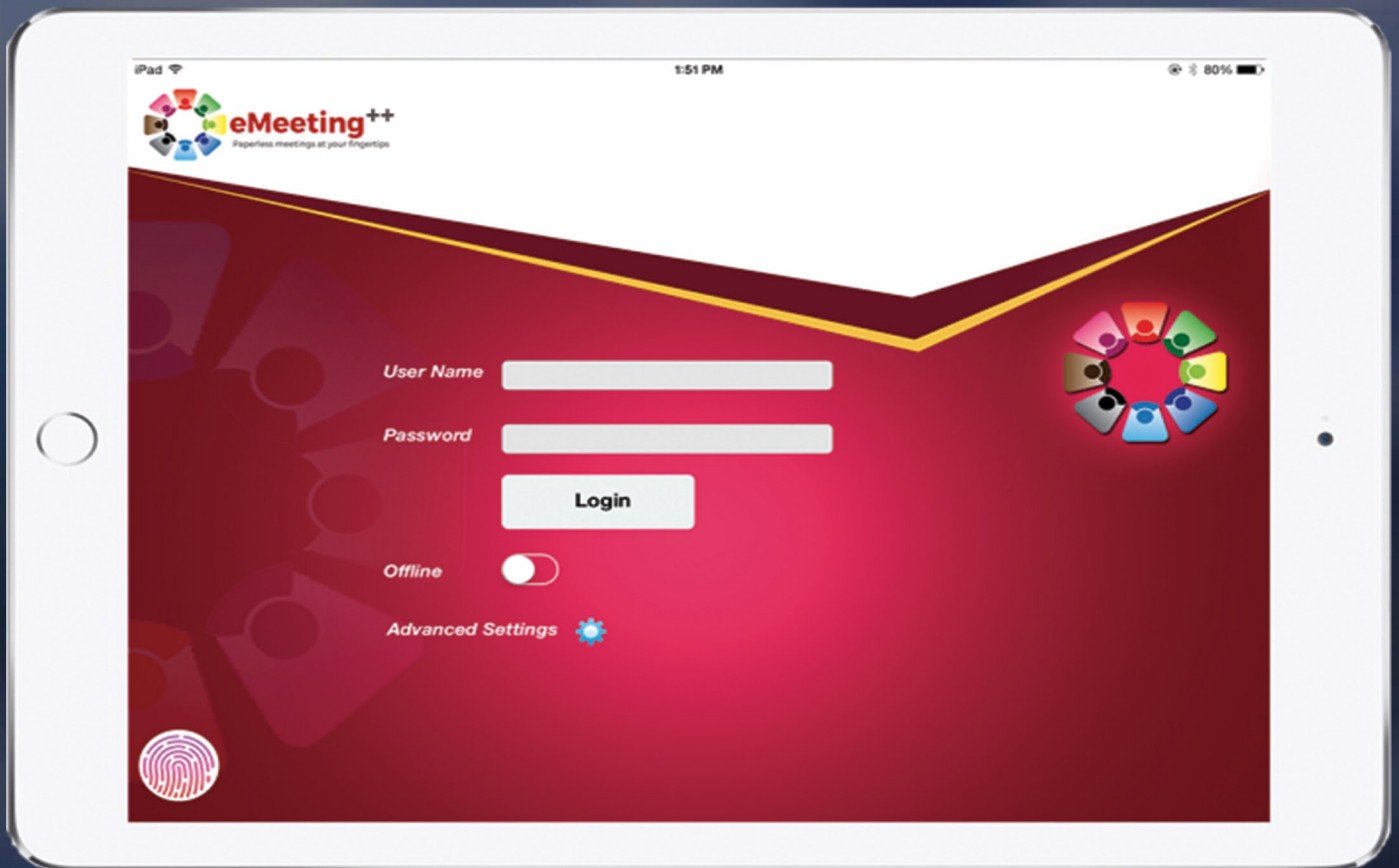 iPad 1:51 PM 80%
eMeeting++
Paperless meetings at your fingertips
User Name
Password
Login
Offline
Advanced Settings